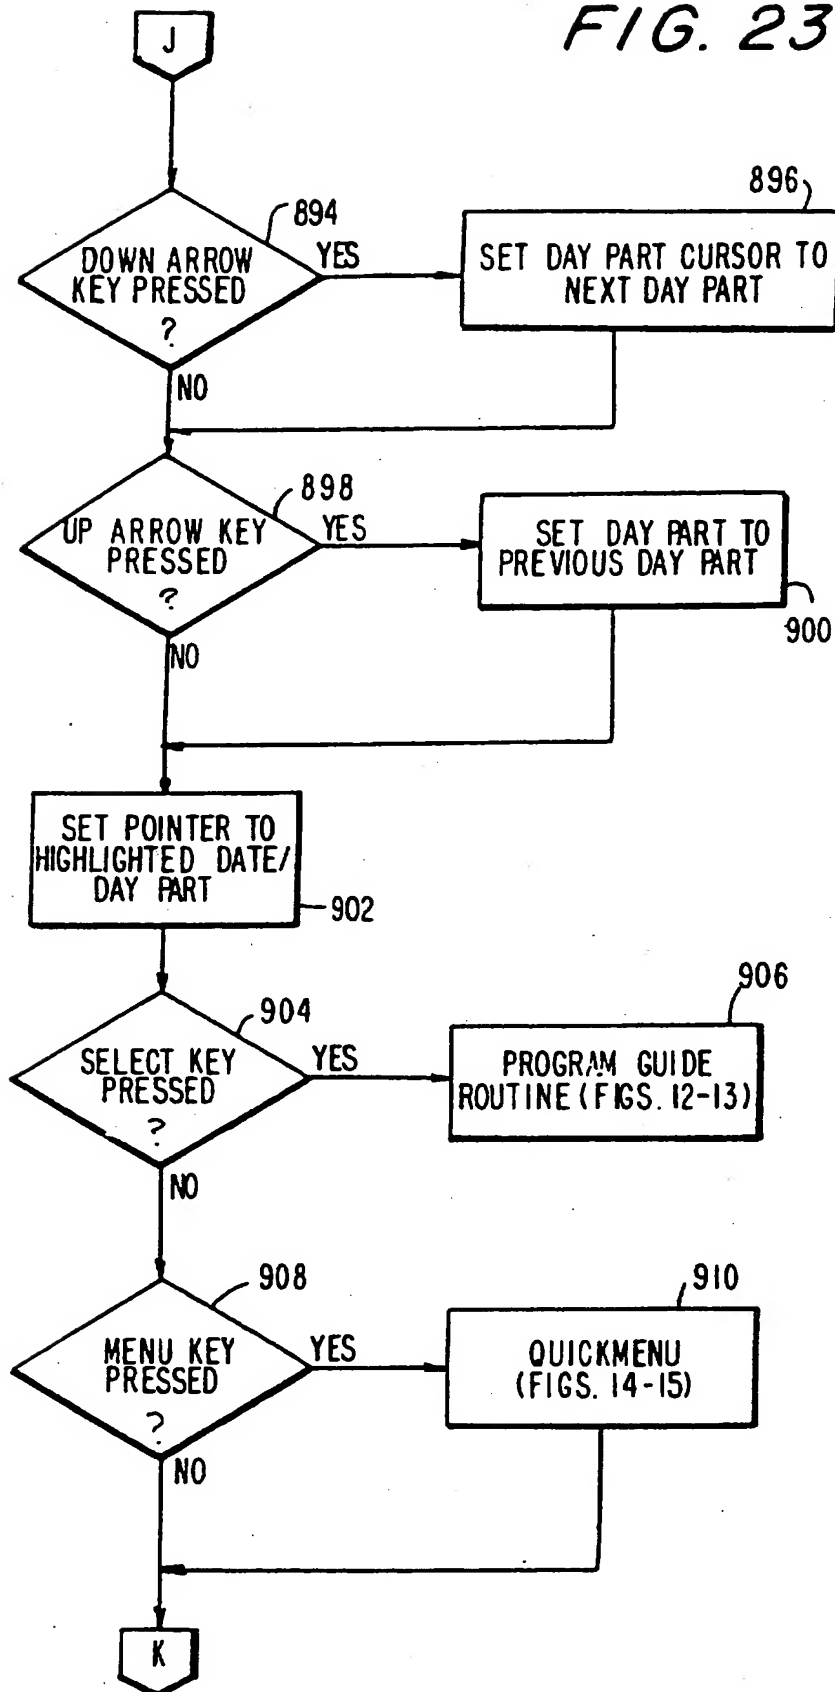 FIG. 23
J
894
DOWN ARROW
KEY PRESSED
?
YES
896
SET DAY PART CURSOR TO
NEXT DAY PART
NO
898
UP ARROW KEY
PRESSED
?
YES
SET DAY PART TO
PREVIOUS DAY PART
900
NO
SET POINTER TO
HIGHLIGHTED DATE/
DAY PART
902
904
SELECT KEY
PRESSED
?
YES
906
PROGRAM GUIDE
ROUTINE (FIGS. 12-13)
NO
908
MENU KEY
PRESSED
?
YES
910
QUICKMENU
(FIGS. 14-15)
NO
K